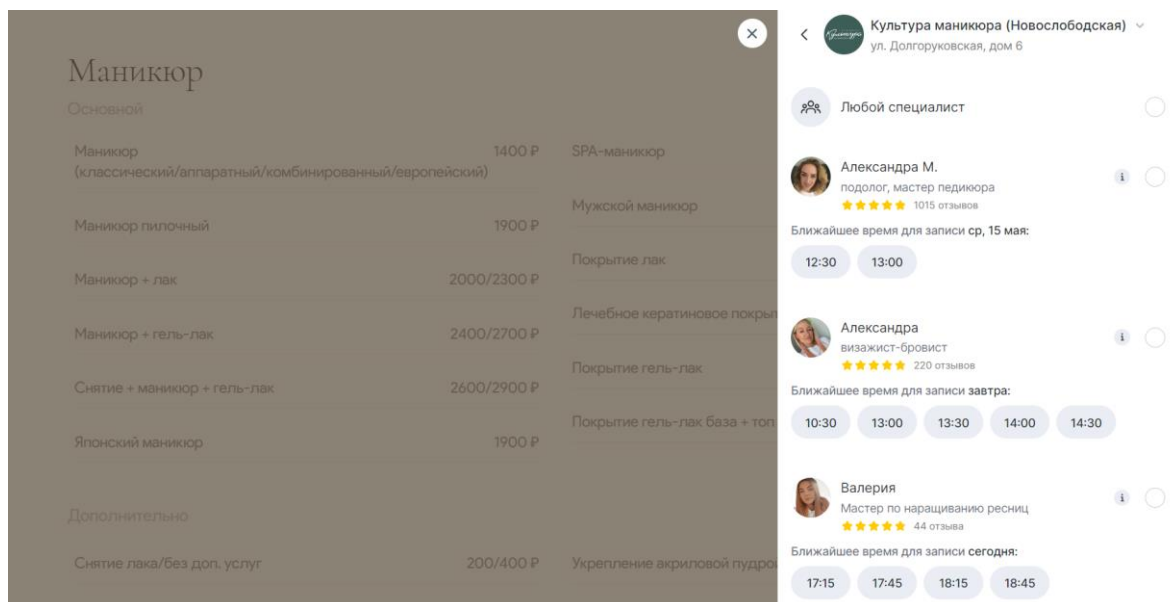 Маникюр
Основной
Маникюр 1400 ₽
(классический/аппаратный/комбинированный/европейский)
Маникюр пилочный 1900 ₽
Маникюр + лак 2000/2300 ₽
Маникюр + гель-лак 2400/2700 ₽
Снятие + маникюр + гель-лак 2600/2900 ₽
Японский маникюр 1900 ₽
SPA-маникюр
Мужской маникюр
Покрытие лак
Лечебное кератиновое покрыт
Покрытие гель-лак
Покрытие гель-лак база + топ
Дополнительно
Снятие лака/без доп. услуг 200/400 ₽
Укрепление акриловой пудрой
Культура маникюра (Новослободская)
ул. Долгоруковская, дом 6
Любой специалист
Александра М.
подолог, мастер педикюра
1015 отзывов
Ближайшее время для записи ср, 15 мая:
12:30 13:00
Александра
визажист-бровист
220 отзывов
Ближайшее время для записи завтра:
10:30 13:00 13:30 14:00 14:30
Валерия
Мастер по наращиванию ресниц
44 отзыва
Ближайшее время для записи сегодня:
17:15 17:45 18:15 18:45